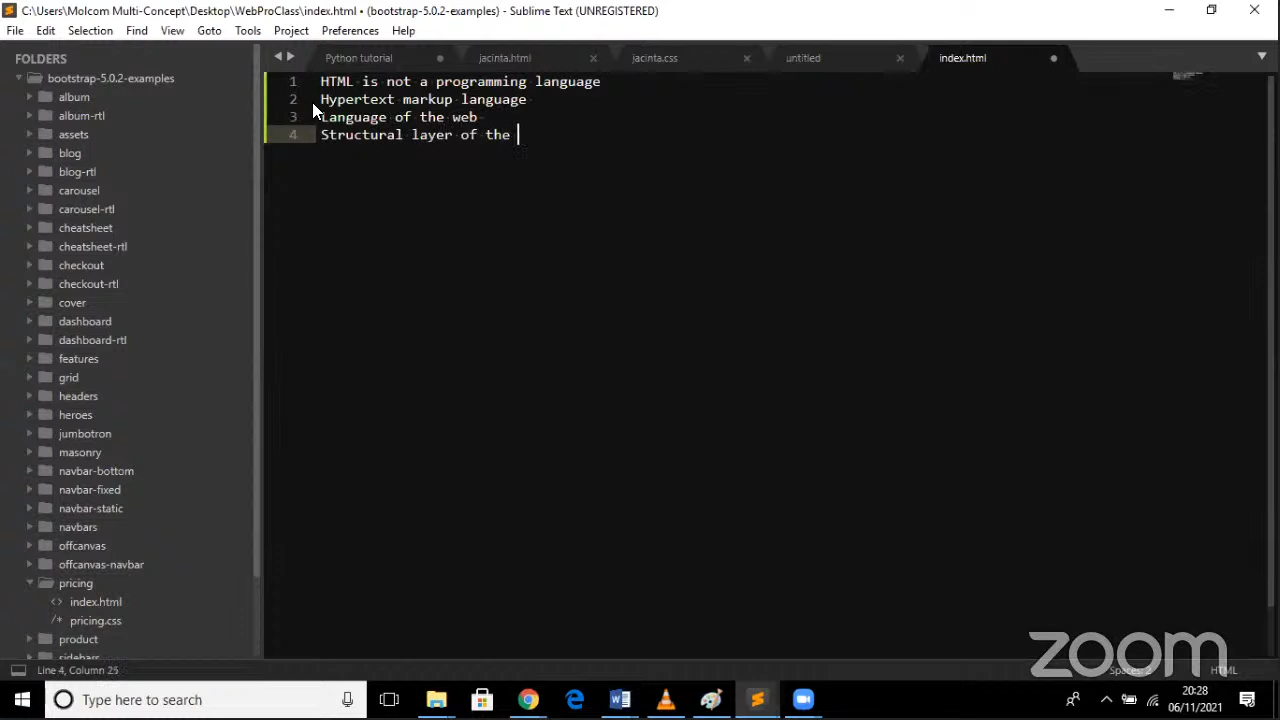 C:\Users\Molcom Multi-Concept\Desktop\WebProClass\index.html • (bootstrap-5.0.2-examples) - Sublime Text (UNREGISTERED)
File Edit Selection Find View Goto Tools Project Preferences Help
FOLDERS
bootstrap-5.0.2-examples
album
album-rtl
assets
blog
blog-rtl
carousel
carousel-rtl
cheatsheet
cheatsheet-rtl
checkout
checkout-rtl
cover
dashboard
dashboard-rtl
features
grid
headers
heroes
jumbotron
masonry
navbar-bottom
navbar-fixed
navbar-static
navbars
offcanvas
offcanvas-navbar
pricing
<> index.html
/* pricing.css
product
sidebars
Python tutorial jacinta.html jacinta.css untitled index.html
1 HTML is not a programming language
2 Hypertext markup language
3 Language of the web
4 Structural layer of the
zoom
Line 4, Column 25 Spaces: 2 HTML
Type here to search
20:28
06/11/2021